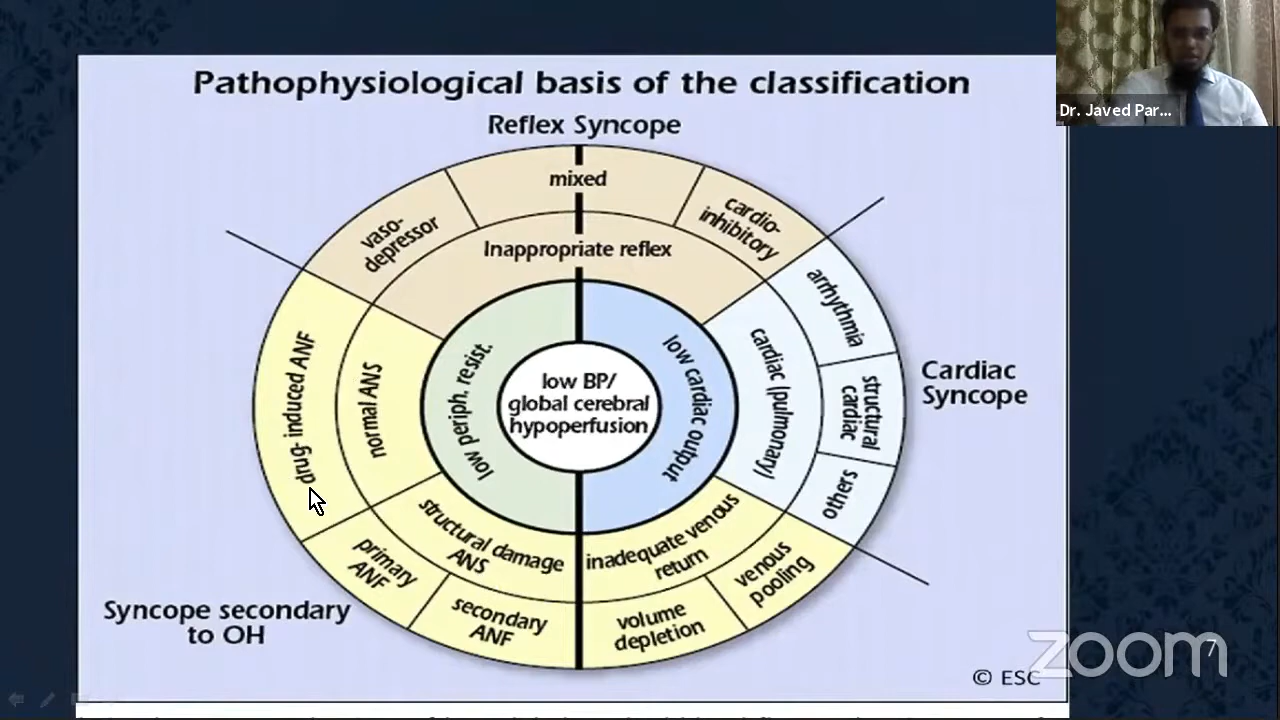 Pathophysiological basis of the classification
Dr. Javed Par...
Reflex Syncope
mixed
vaso-
depressor
cardio-
inhibitory
Inappropriate reflex
arrhythmia
structural
cardiac
others
cardiac (pulmonary)
Cardiac
Syncope
drug- induced ANF
normal ANS
low periph. resist.
low cardiac output
low BP/
global cerebral
hypoperfusion
structural damage
ANS
inadequate venous
return
venous
pooling
primary
ANF
secondary
ANF
volume
depletion
Syncope secondary
to OH
zoom
7
© ESC